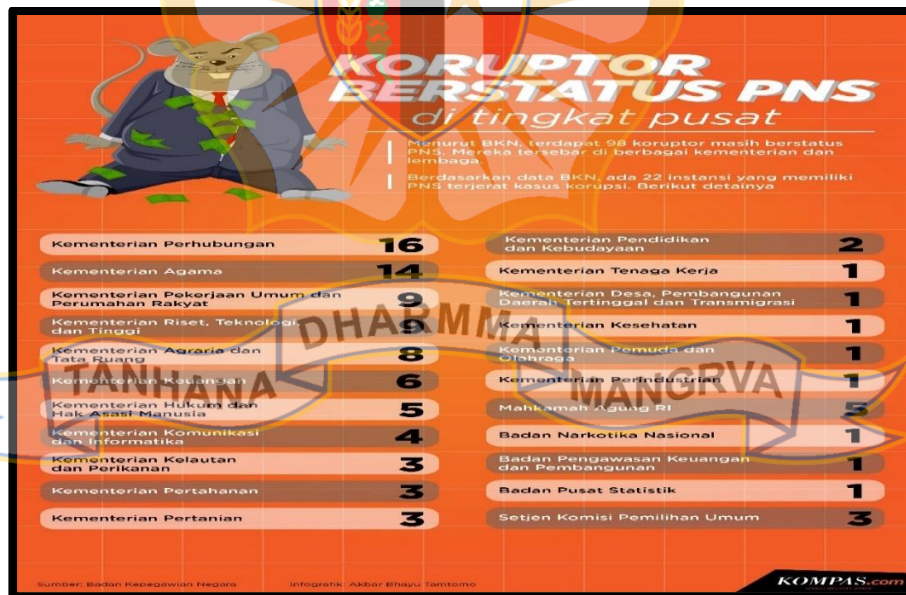 KORUPTOR
BERSTATUS PNS
di tingkat pusat
Menurut BKN, terdapat 98 koruptor masih berstatus
PNS. Mereka tersebar di berbagai kementerian dan
lembaga.
Berdasarkan data BKN, ada 22 instansi yang memiliki
PNS terjerat kasus korupsi. Berikut detainya
Kementerian Perhubungan 16
Kementerian Agama 14
Kementerian Pekerjaan Umum dan
Perumahan Rakyat 9
Kementerian Riset, Teknologi
dan Tinggi 9
Kementerian Agraria dan
Tata Ruang 8
Kementerian Keuangan 6
Kementerian Hukum dan
Hak Asasi Manusia 5
Kementerian Komunikasi
dan Informatika 4
Kementerian Kelautan
dan Perikanan 3
Kementerian Pertahanan 3
Kementerian Pertanian 3
Kementerian Pendidikan
dan Kebudayaan 2
Kementerian Tenaga Kerja 1
Kementerian Desa, Pembangunan
Daerah Tertinggal dan Transmigrasi 1
Kementerian Kesehatan 1
Kementerian Pemuda dan
Olahraga 1
Kementerian Perindustrian 1
Mahkamah Agung RI 5
Badan Narkotika Nasional 1
Badan Pengawasan Keuangan
dan Pembangunan 1
Badan Pusat Statistik 1
Setjen Komisi Pemilihan Umum 3
TANHANA DHARMMA MANGRVA
Sumber: Badan Kepegawian Negara Infografik: Akbar Bhayu Tamtomo
KOMPAS.com